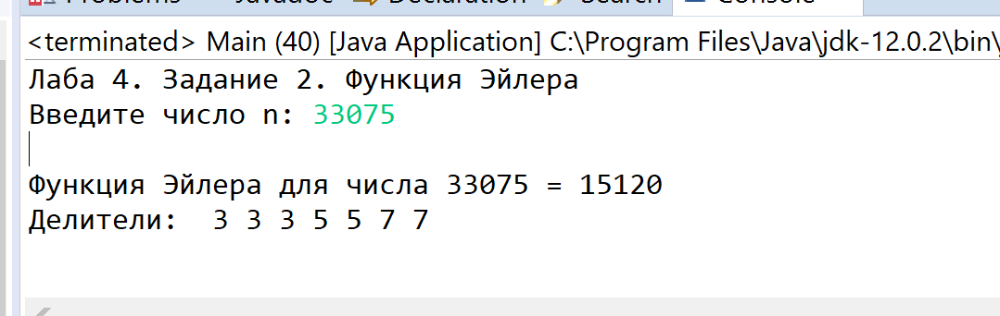 Problems Javadoc Declaration Search Console
<terminated> Main (40) [Java Application] C:\Program Files\Java\jdk-12.0.2\bin\
Лаба 4. Задание 2. Функция Эйлера
Введите число n: 33075
Функция Эйлера для числа 33075 = 15120
Делители:  3 3 3 5 5 7 7